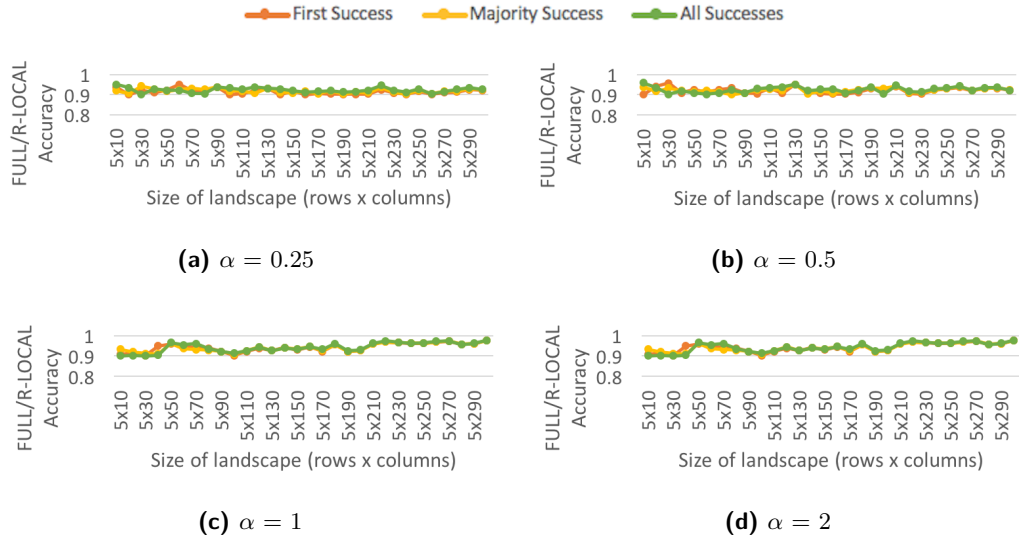 First Success Majority Success All Successes
FULL/R-LOCAL
Accuracy
1
0.9
0.8
5x10
5x30
5x50
5x70
5x90
5x110
5x130
5x150
5x170
5x190
5x210
5x230
5x250
5x270
5x290
Size of landscape (rows x columns)
(a) α = 0.25
FULL/R-LOCAL
Accuracy
1
0.9
0.8
5x10
5x30
5x50
5x70
5x90
5x110
5x130
5x150
5x170
5x190
5x210
5x230
5x250
5x270
5x290
Size of landscape (rows x columns)
(b) α = 0.5
FULL/R-LOCAL
Accuracy
1
0.9
0.8
5x10
5x30
5x50
5x70
5x90
5x110
5x130
5x150
5x170
5x190
5x210
5x230
5x250
5x270
5x290
Size of landscape (rows x columns)
(c) α = 1
FULL/R-LOCAL
Accuracy
1
0.9
0.8
5x10
5x30
5x50
5x70
5x90
5x110
5x130
5x150
5x170
5x190
5x210
5x230
5x250
5x270
5x290
Size of landscape (rows x columns)
(d) α = 2